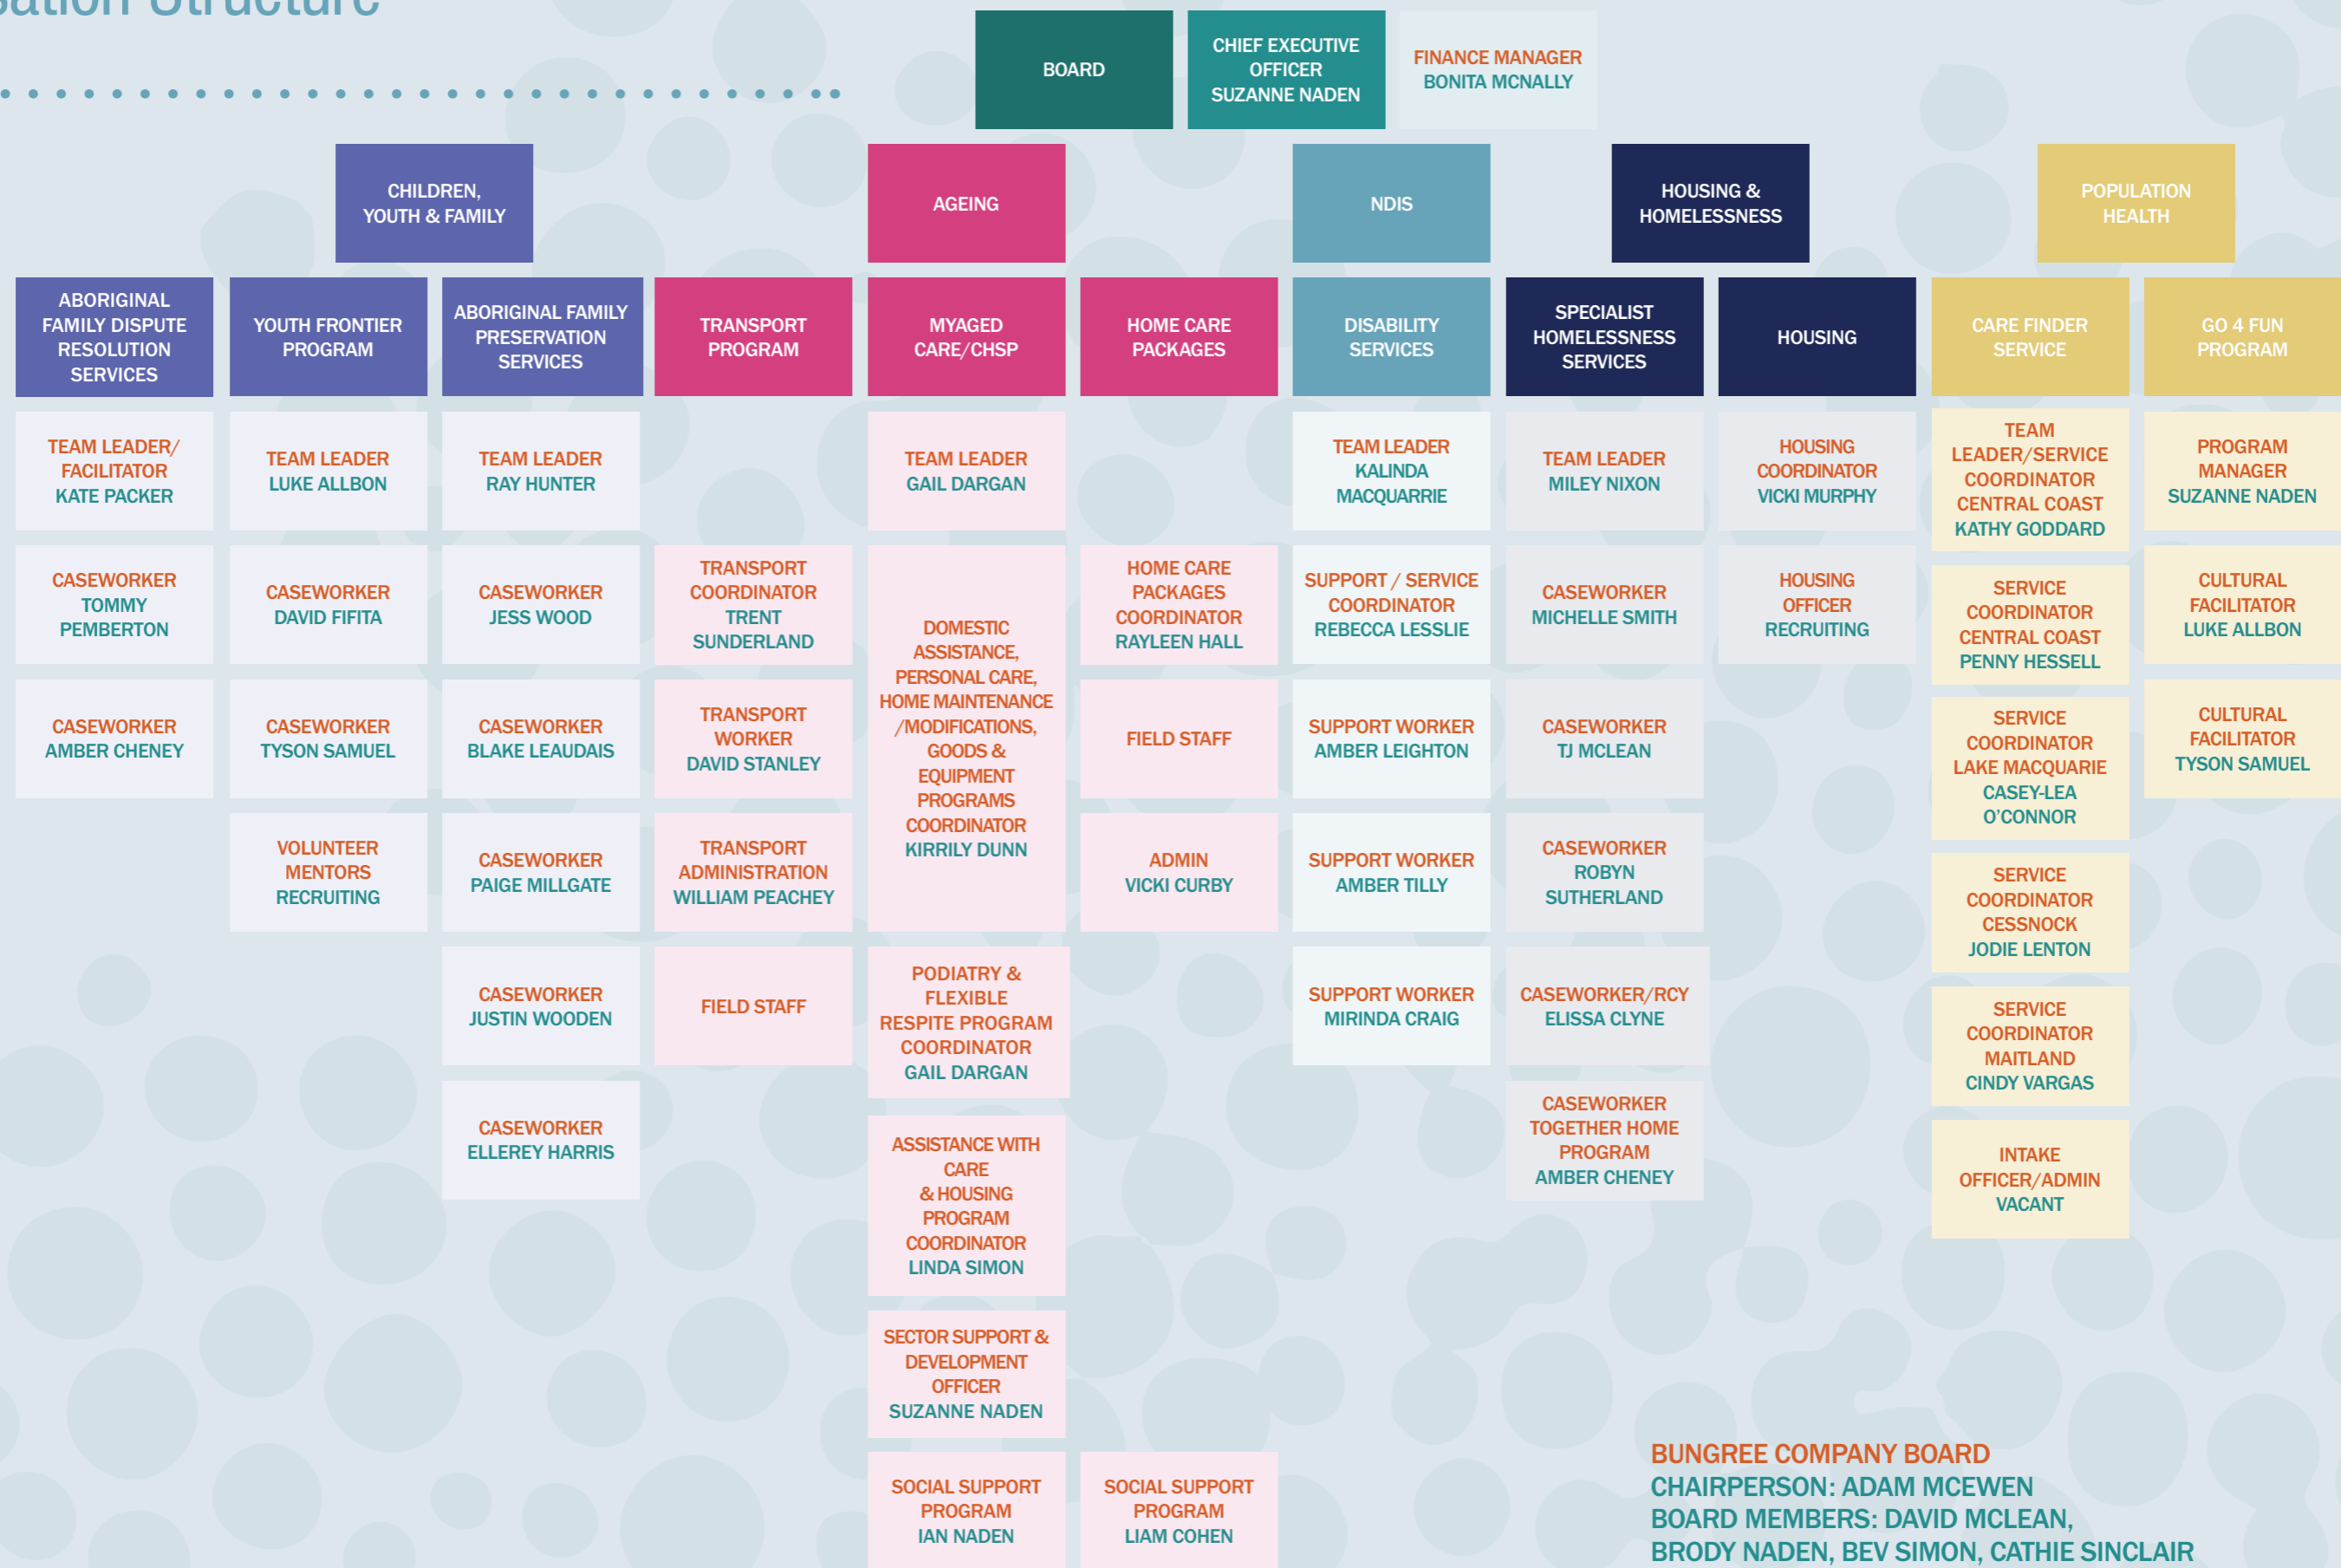 sation Structure
BOARD
CHIEF EXECUTIVE
OFFICER
SUZANNE NADEN
FINANCE MANAGER
BONITA MCNALLY
CHILDREN,
YOUTH & FAMILY
AGEING
NDIS
HOUSING &
HOMELESSNESS
POPULATION
HEALTH
ABORIGINAL
FAMILY DISPUTE
RESOLUTION
SERVICES
YOUTH FRONTIER
PROGRAM
ABORIGINAL FAMILY
PRESERVATION
SERVICES
TRANSPORT
PROGRAM
MYAGED
CARE/CHSP
HOME CARE
PACKAGES
DISABILITY
SERVICES
SPECIALIST
HOMELESSNESS
SERVICES
HOUSING
CARE FINDER
SERVICE
GO 4 FUN
PROGRAM
TEAM LEADER/
FACILITATOR
KATE PACKER
CASEWORKER
TOMMY
PEMBERTON
CASEWORKER
AMBER CHENEY
TEAM LEADER
LUKE ALLBON
CASEWORKER
DAVID FIFITA
CASEWORKER
TYSON SAMUEL
VOLUNTEER
MENTORS
RECRUITING
TEAM LEADER
RAY HUNTER
CASEWORKER
JESS WOOD
CASEWORKER
BLAKE LEAUDAIS
CASEWORKER
PAIGE MILLGATE
CASEWORKER
JUSTIN WOODEN
CASEWORKER
ELLEREY HARRIS
TRANSPORT
COORDINATOR
TRENT
SUNDERLAND
TRANSPORT
WORKER
DAVID STANLEY
TRANSPORT
ADMINISTRATION
WILLIAM PEACHEY
FIELD STAFF
TEAM LEADER
GAIL DARGAN
DOMESTIC
ASSISTANCE,
PERSONAL CARE,
HOME MAINTENANCE
/MODIFICATIONS,
GOODS &
EQUIPMENT
PROGRAMS
COORDINATOR
KIRRILY DUNN
PODIATRY &
FLEXIBLE
RESPITE PROGRAM
COORDINATOR
GAIL DARGAN
ASSISTANCE WITH
CARE
& HOUSING
PROGRAM
COORDINATOR
LINDA SIMON
SECTOR SUPPORT &
DEVELOPMENT
OFFICER
SUZANNE NADEN
SOCIAL SUPPORT
PROGRAM
IAN NADEN
HOME CARE
PACKAGES
COORDINATOR
RAYLEEN HALL
FIELD STAFF
ADMIN
VICKI CURBY
SOCIAL SUPPORT
PROGRAM
LIAM COHEN
TEAM LEADER
KALINDA
MACQUARRIE
SUPPORT / SERVICE
COORDINATOR
REBECCA LESSLIE
SUPPORT WORKER
AMBER LEIGHTON
SUPPORT WORKER
AMBER TILLY
SUPPORT WORKER
MIRINDA CRAIG
TEAM LEADER
MILEY NIXON
CASEWORKER
MICHELLE SMITH
CASEWORKER
TJ MCLEAN
CASEWORKER
ROBYN
SUTHERLAND
CASEWORKER/RCY
ELISSA CLYNE
CASEWORKER
TOGETHER HOME
PROGRAM
AMBER CHENEY
HOUSING
COORDINATOR
VICKI MURPHY
HOUSING
OFFICER
RECRUITING
TEAM
LEADER/SERVICE
COORDINATOR
CENTRAL COAST
KATHY GODDARD
SERVICE
COORDINATOR
CENTRAL COAST
PENNY HESSELL
SERVICE
COORDINATOR
LAKE MACQUARIE
CASEY-LEA
O'CONNOR
SERVICE
COORDINATOR
CESSNOCK
JODIE LENTON
SERVICE
COORDINATOR
MAITLAND
CINDY VARGAS
INTAKE
OFFICER/ADMIN
VACANT
PROGRAM
MANAGER
SUZANNE NADEN
CULTURAL
FACILITATOR
LUKE ALLBON
CULTURAL
FACILITATOR
TYSON SAMUEL
BUNGREE COMPANY BOARD
CHAIRPERSON: ADAM MCEWEN
BOARD MEMBERS: DAVID MCLEAN,
BRODY NADEN, BEV SIMON, CATHIE SINCLAIR